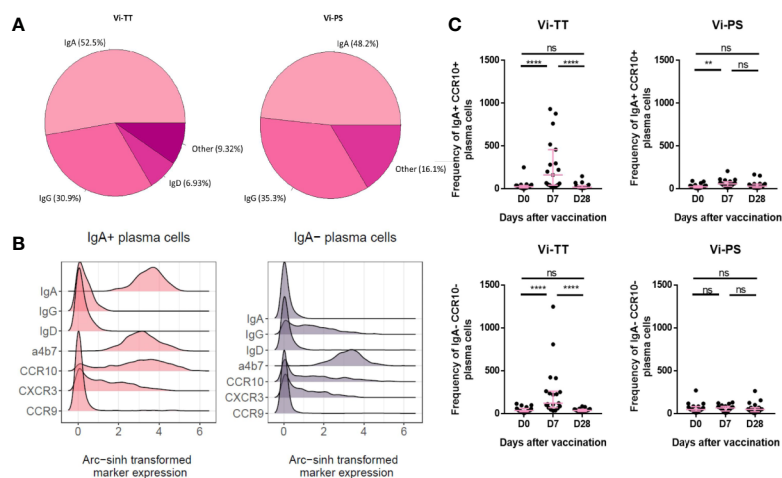 A
Vi-TT
Vi-PS
IgA (52.5%)
Other (9.32%)
IgD (6.93%)
IgG (30.9%)
IgA (48.2%)
Other (16.1%)
IgG (35.3%)
B
IgA+ plasma cells
IgA
IgG
IgD
a4b7
CCR10
CXCR3
CCR9
0
2
4
6
Arc-sinh transformed
marker expression
IgA− plasma cells
IgA
IgG
IgD
a4b7
CCR10
CXCR3
CCR9
0
2
4
6
Arc-sinh transformed
marker expression
C
Vi-TT
Frequency of IgA+ CCR10+
plasma cells
1500
1000
500
0
ns
****
****
D0
D7
D28
Days after vaccination
Vi-PS
Frequency of IgA+ CCR10+
plasma cells
1500
1000
500
0
ns
**
ns
D0
D7
D28
Days after vaccination
Vi-TT
Frequency of IgA- CCR10-
plasma cells
1500
1000
500
0
ns
****
****
D0
D7
D28
Days after vaccination
Vi-PS
Frequency of IgA- CCR10-
plasma cells
1500
1000
500
0
ns
ns
ns
D0
D7
D28
Days after vaccination